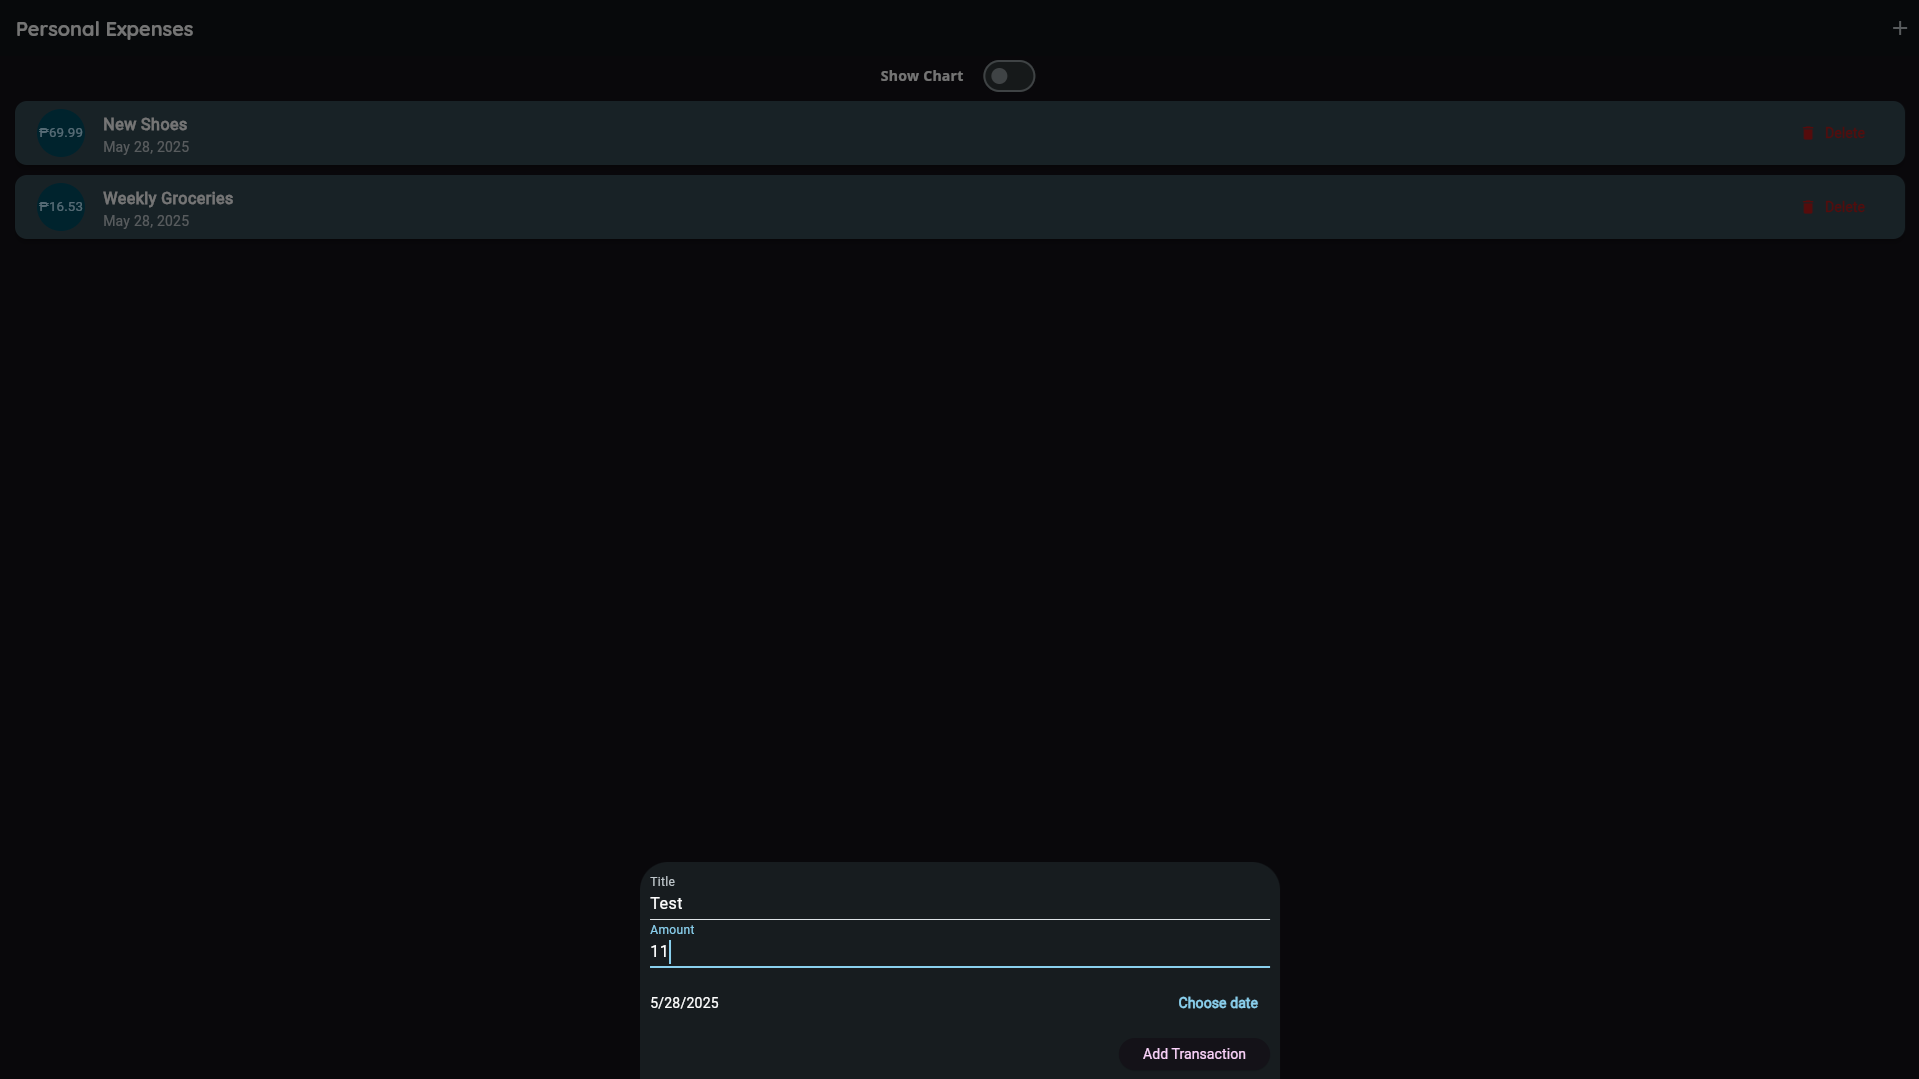 Personal Expenses
Show Chart
₱69.99
New Shoes
May 28, 2025
Delete
₱16.53
Weekly Groceries
May 28, 2025
Delete
Title
Test
Amount
11
5/28/2025
Choose date
Add Transaction